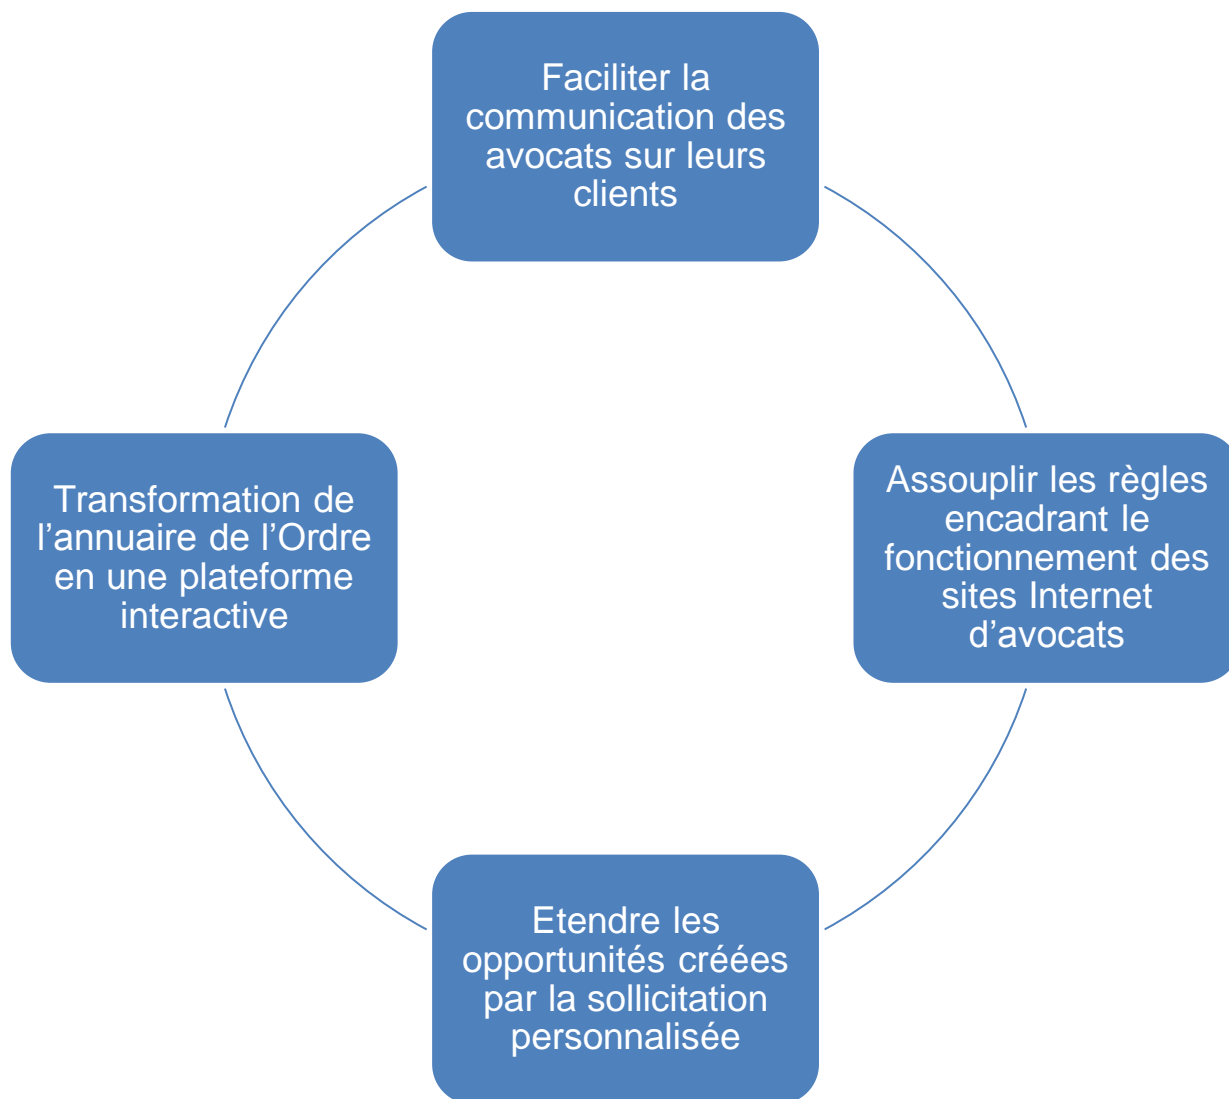 Faciliter la
communication des
avocats sur leurs
clients
Assouplir les règles
encadrant le
fonctionnement des
sites Internet
d’avocats
Etendre les
opportunités créées
par la sollicitation
personnalisée
Transformation de
l’annuaire de l’Ordre
en une plateforme
interactive